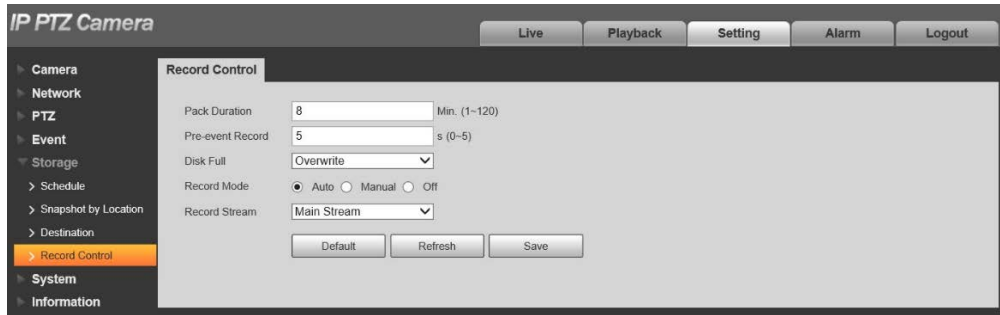 IP PTZ Camera
Live Playback Setting Alarm Logout
Camera
Network
PTZ
Event
Storage
Schedule
Snapshot by Location
Destination
Record Control
System
Information
Record Control
Pack Duration 8 Min. (1~120)
Pre-event Record 5 s (0~5)
Disk Full Overwrite
Record Mode Auto Manual Off
Record Stream Main Stream
Default Refresh Save